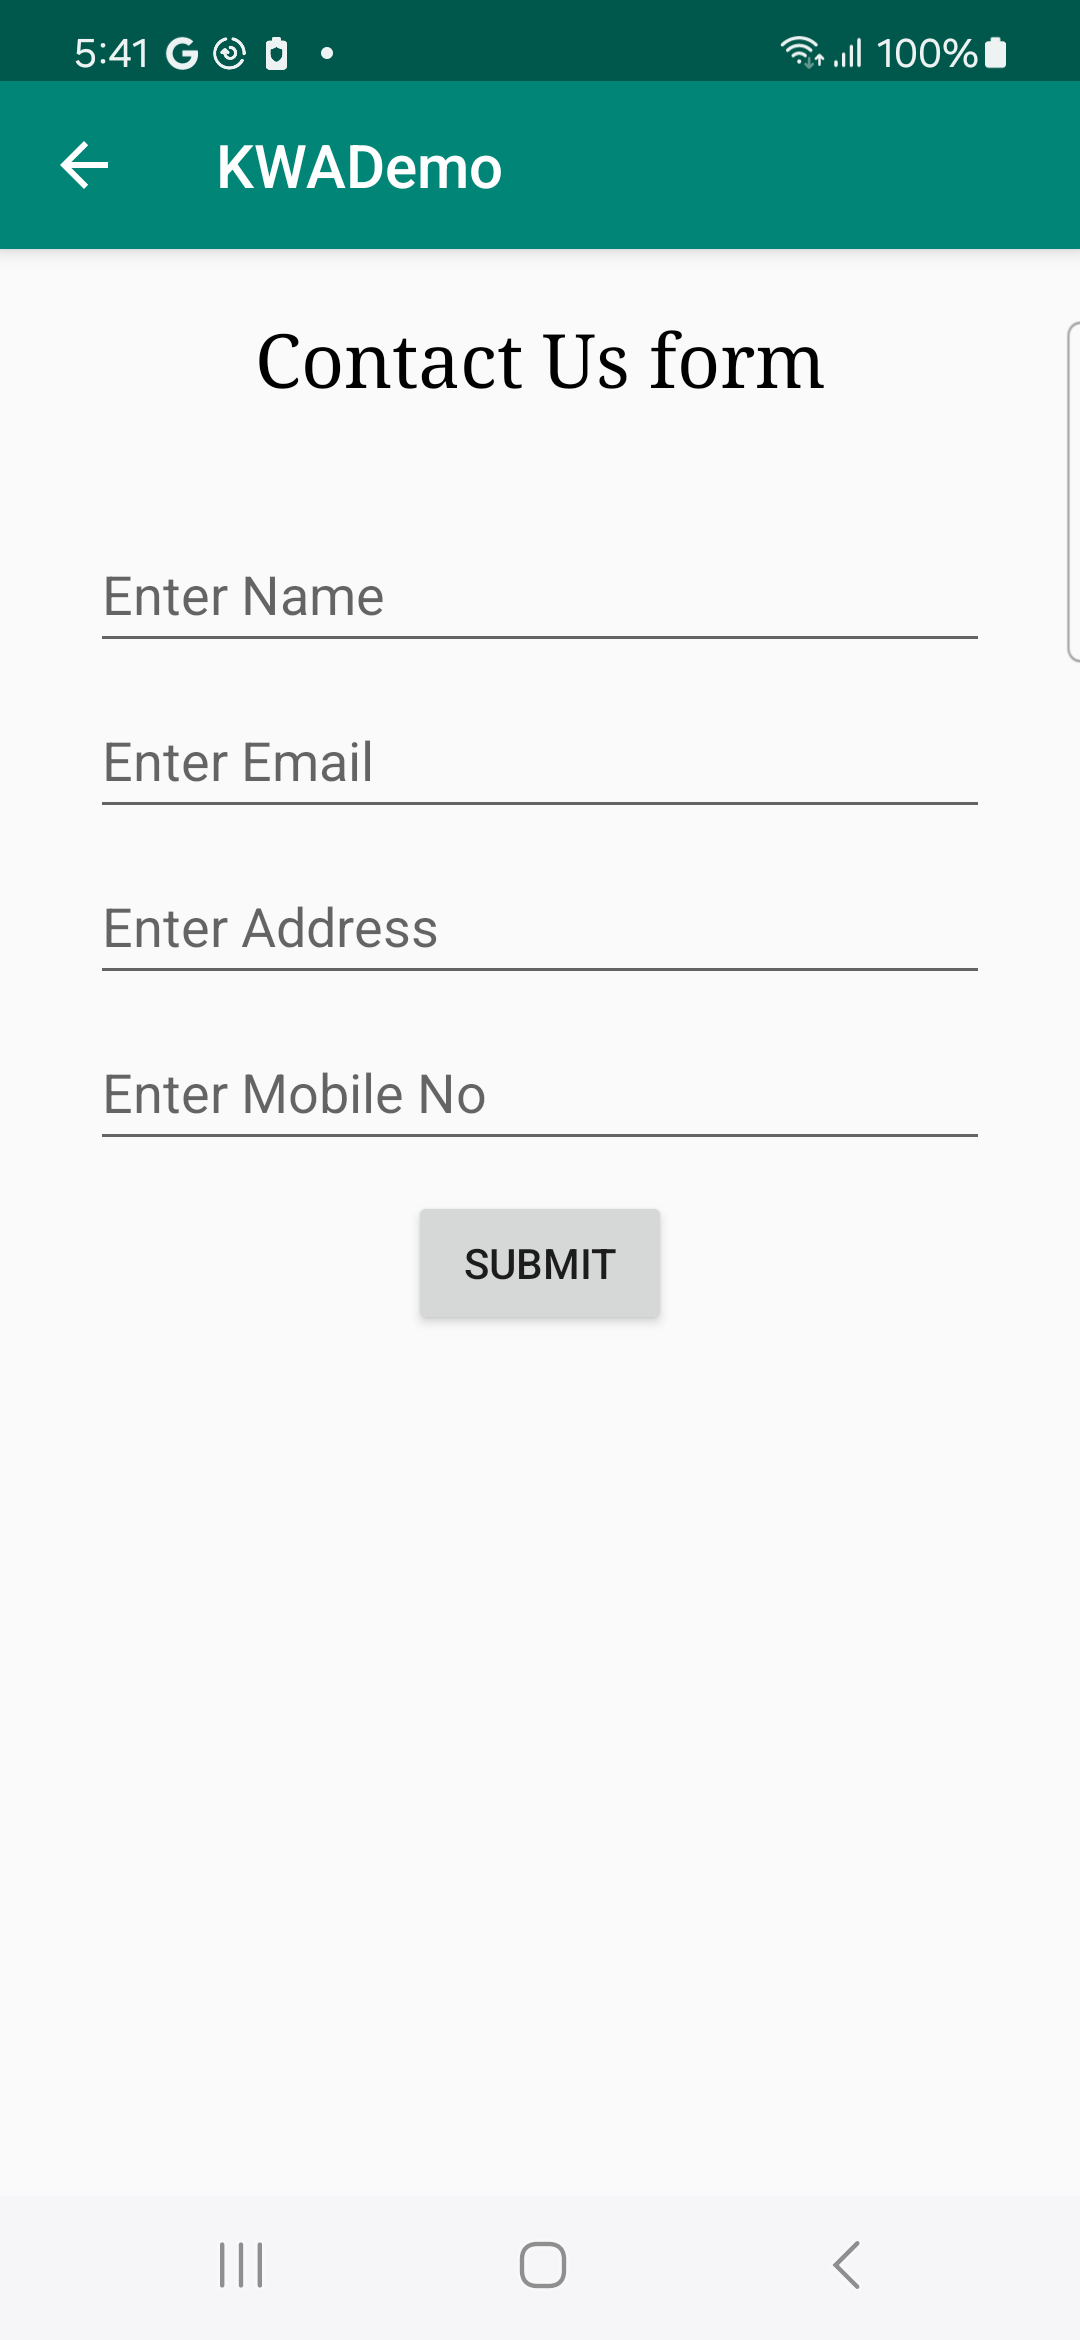 5:41 G 100%
KWADemo
Contact Us form
Enter Name
Enter Email
Enter Address
Enter Mobile No
SUBMIT